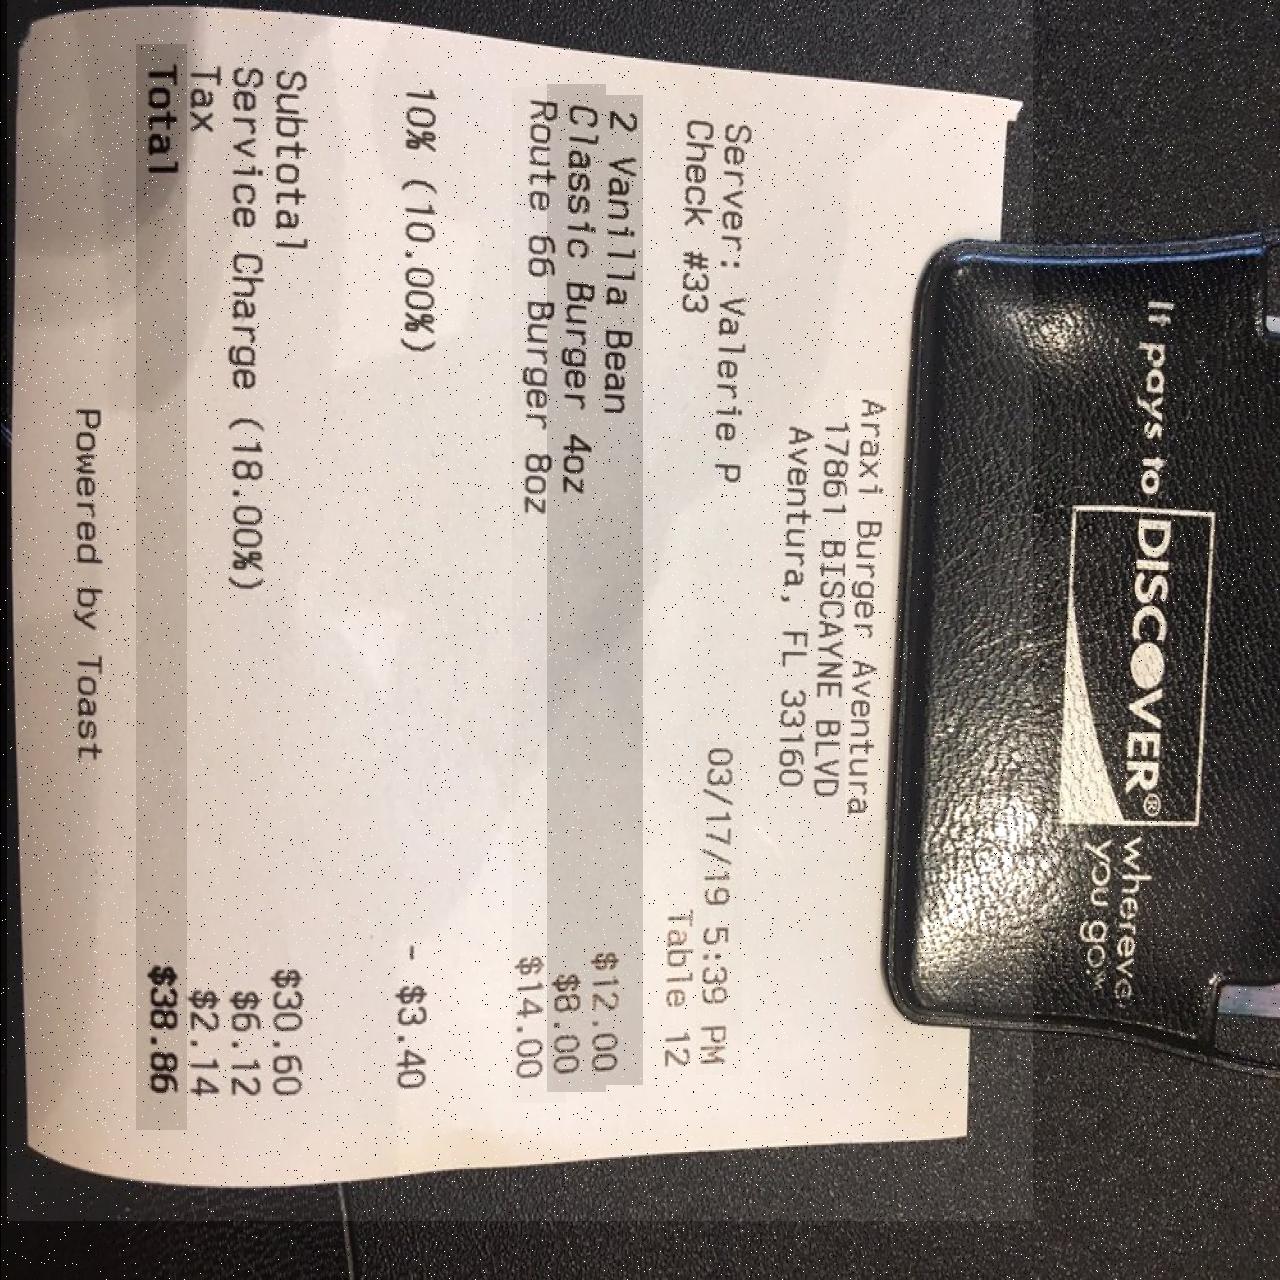 Araxi Burger Aventura
17861 BISCAYNE BLVD
Aventura, FL 33160
Server: Valerie P 03/17/19 5:39 PM
Check #33 Table 12
2 Vanilla Bean $12.00
Classic Burger 4oz $8.00
Route 66 Burger 8oz $14.00
10% (10.00%) - $3.40
Subtotal $30.60
Service Charge (18.00%) $6.12
Tax $2.14
Total $38.86
Powered by Toast
It pays to DISCOVER® whereve
you go.